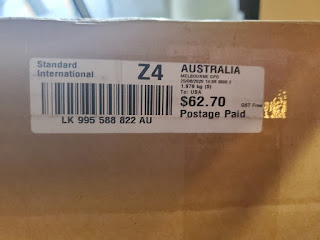 Standard
International
Z4
AUSTRALIA
MELBOURNE GPO
1.979 kg (S)
To: USA
$62.70
GST Free
Postage Paid
LK 995 588 822 AU